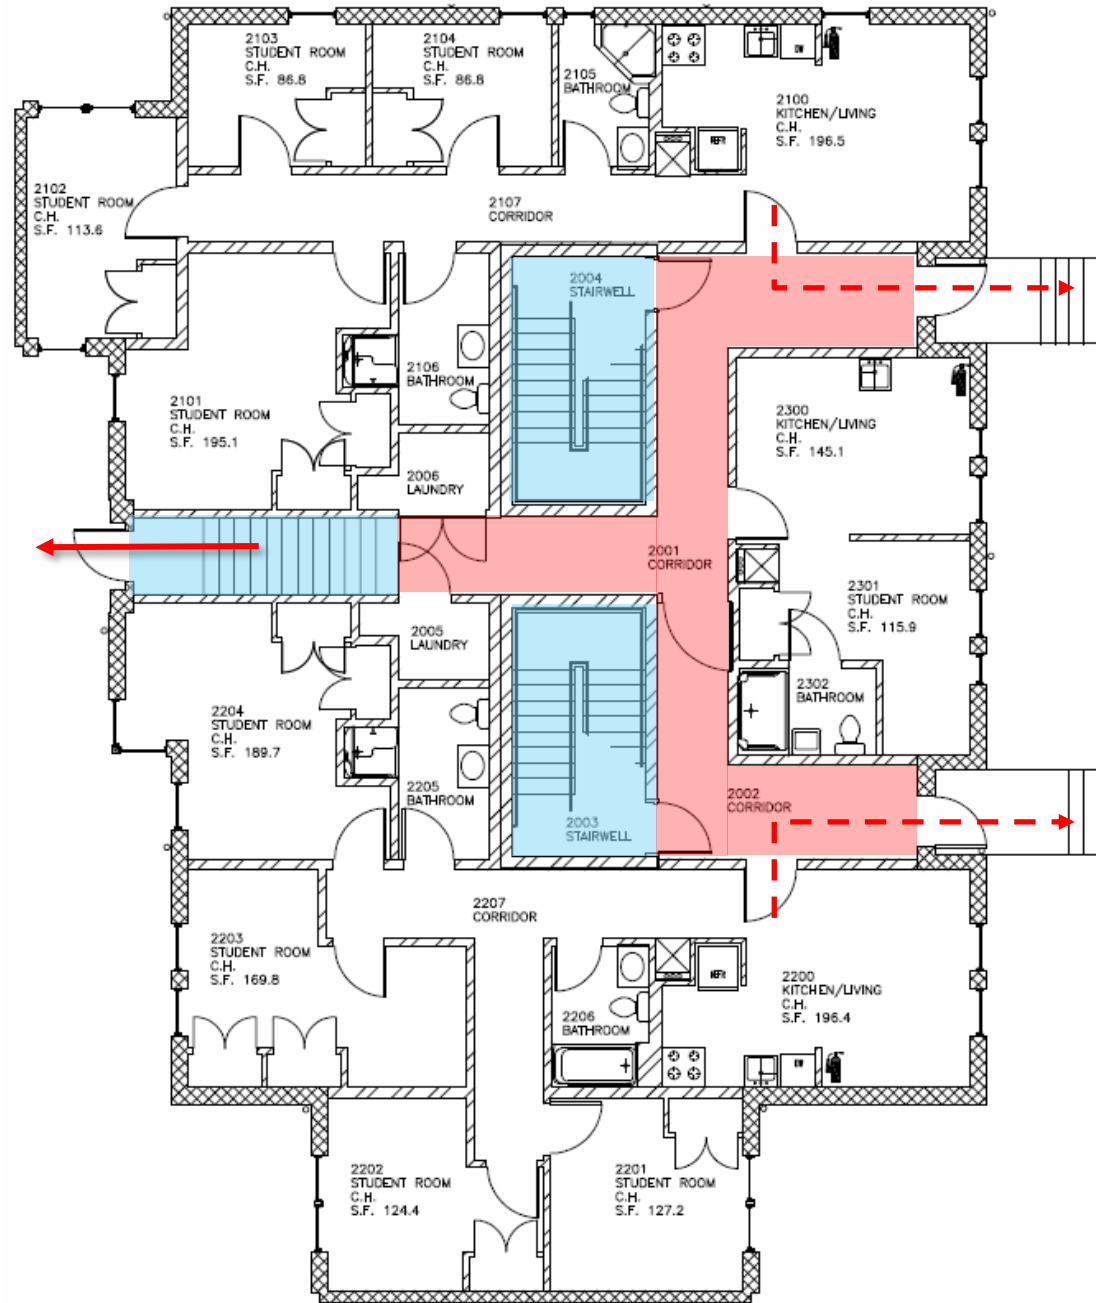 2103
STUDENT ROOM
C.H.
S.F. 86.8
2104
STUDENT ROOM
C.H.
S.F. 86.8
2105
BATHROOM
DW
2100
KITCHEN/LIVING
C.H.
S.F. 196.5
REFR
2102
STUDENT ROOM
C.H.
S.F. 113.6
2107
CORRIDOR
2004
STAIRWELL
2106
BATHROOM
2101
STUDENT ROOM
C.H.
S.F. 195.1
2300
KITCHEN/LIVING
C.H.
S.F. 145.1
2006
LAUNDRY
2001
CORRIDOR
2301
STUDENT ROOM
C.H.
S.F. 115.9
2005
LAUNDRY
2302
BATHROOM
2204
STUDENT ROOM
C.H.
S.F. 189.7
2205
BATHROOM
2002
CORRIDOR
2003
STAIRWELL
2207
CORRIDOR
2203
STUDENT ROOM
C.H.
S.F. 169.8
REFR
2200
KITCHEN/LIVING
C.H.
S.F. 196.4
2206
BATHROOM
DW
2202
STUDENT ROOM
C.H.
S.F. 124.4
2201
STUDENT ROOM
C.H.
S.F. 127.2